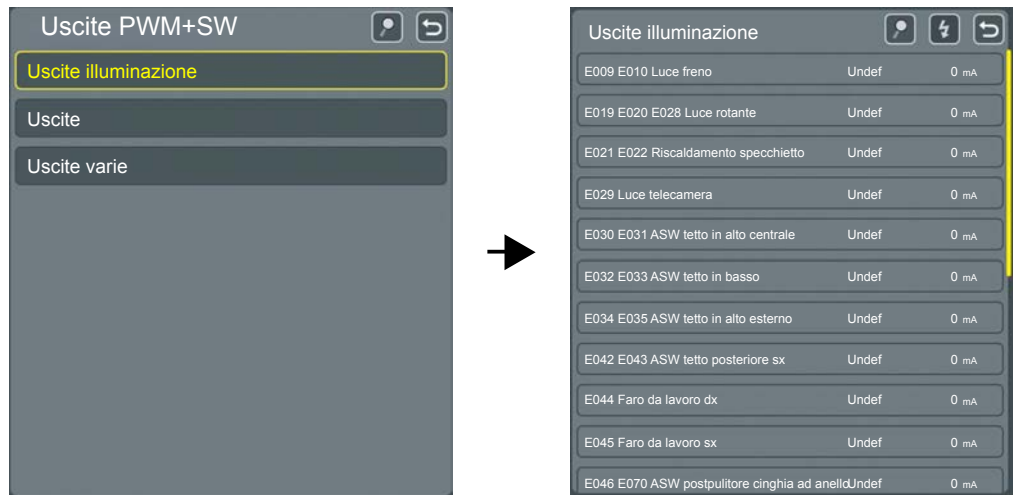 Uscite PWM+SW
Uscite illuminazione
Uscite
Uscite varie
Uscite illuminazione
E009 E010 Luce freno Undef 0 mA
E019 E020 E028 Luce rotante Undef 0 mA
E021 E022 Riscaldamento specchietto Undef 0 mA
E029 Luce telecamera Undef 0 mA
E030 E031 ASW tetto in alto centrale Undef 0 mA
E032 E033 ASW tetto in basso Undef 0 mA
E034 E035 ASW tetto in alto esterno Undef 0 mA
E042 E043 ASW tetto posteriore sx Undef 0 mA
E044 Faro da lavoro dx Undef 0 mA
E045 Faro da lavoro sx Undef 0 mA
E046 E070 ASW postpulitore cinghia ad anello Undef 0 mA